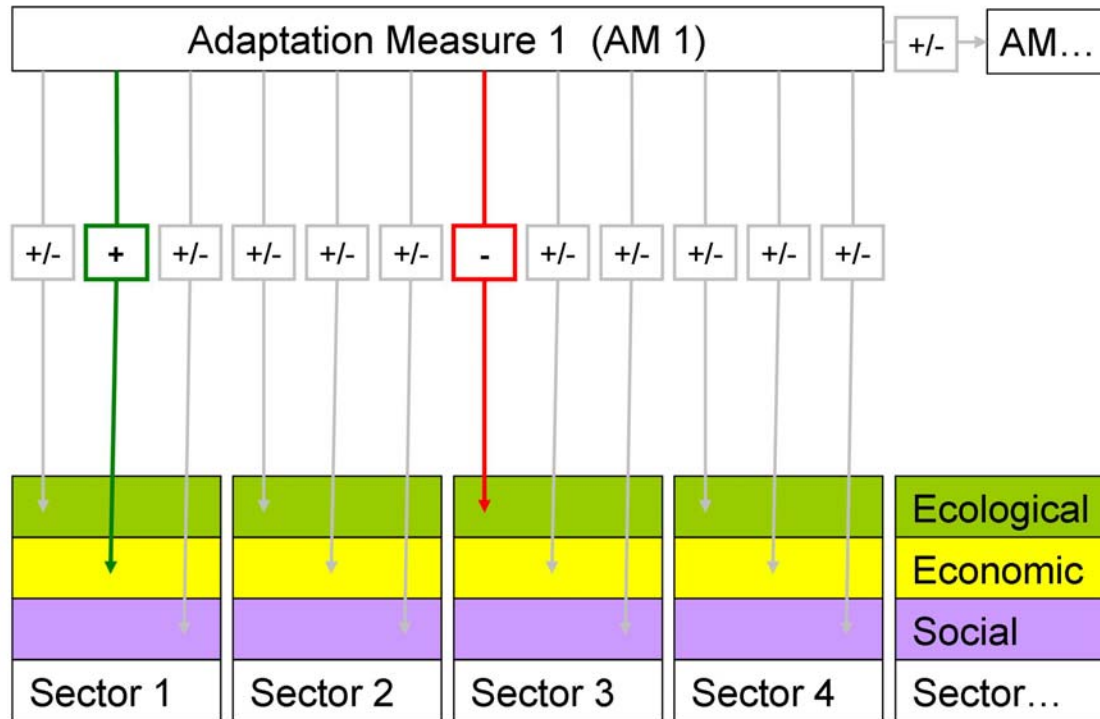 Adaptation Measure 1 (AM 1)
+/-
AM...
+/-
+
+/-
+/-
+/-
+/-
-
+/-
+/-
+/-
+/-
+/-
Ecological
Economic
Social
Sector 1
Sector 2
Sector 3
Sector 4
Sector...